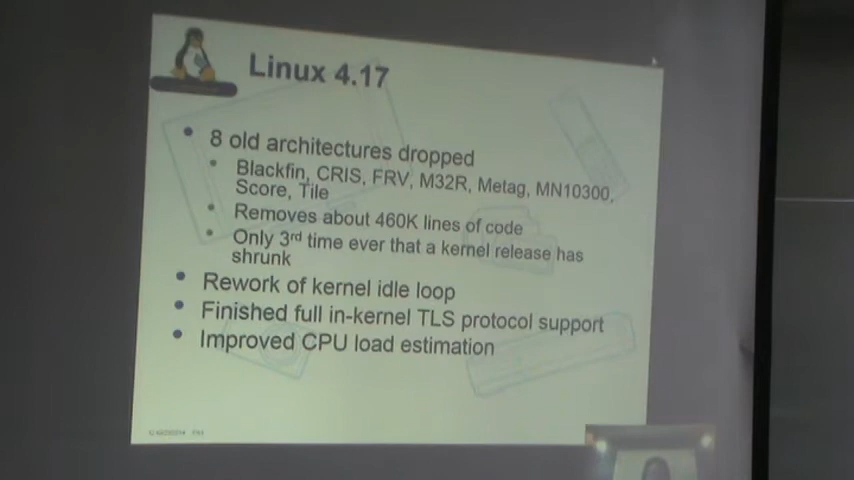 Linux 4.17
• 8 old architectures dropped
• Blackfin, CRIS, FRV, M32R, Metag, MN10300,
Score, Tile
• Removes about 460K lines of code
• Only 3rd time ever that a kernel release has
shrunk
• Rework of kernel idle loop
• Finished full in-kernel TLS protocol support
• Improved CPU load estimation